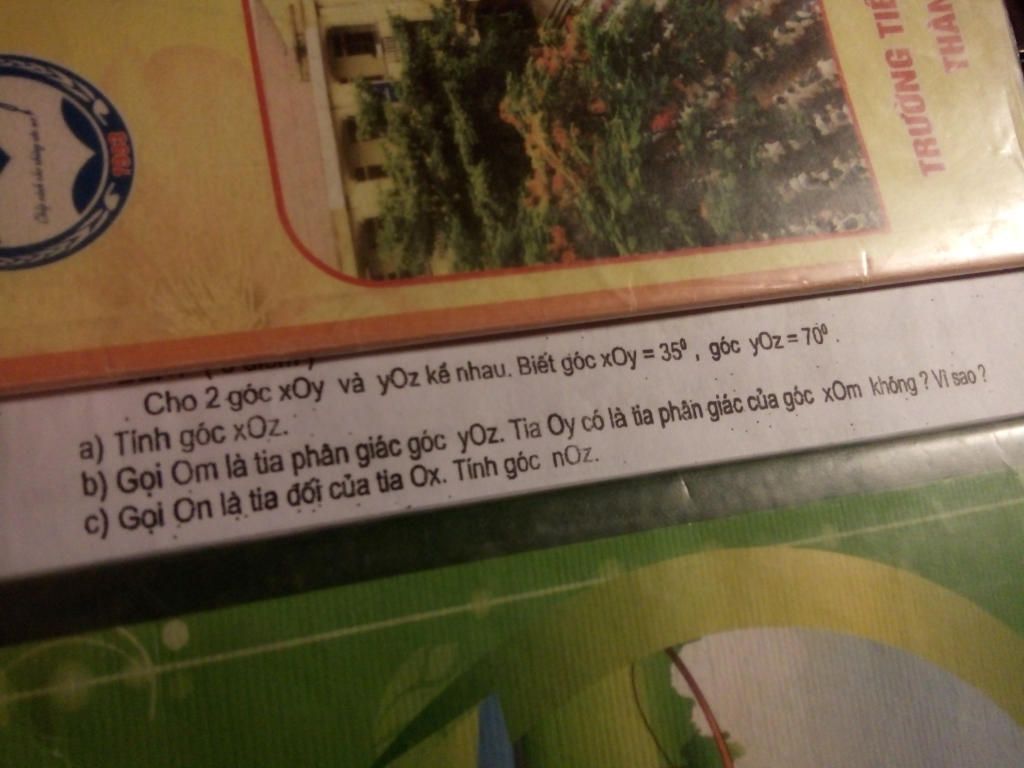 TRƯỜNG TIỂ
THÀN
Cho 2 góc xOy và yOz kề nhau. Biết góc xOy = 35⁰ , góc yOz = 70⁰ .
a) Tính góc xOz.
b) Gọi Om là tia phân giác góc yOz. Tia Oy có là tia phân giác của góc xOm không ? Vì sao ?
c) Gọi On là tia đối của tia Ox. Tính góc nOz.